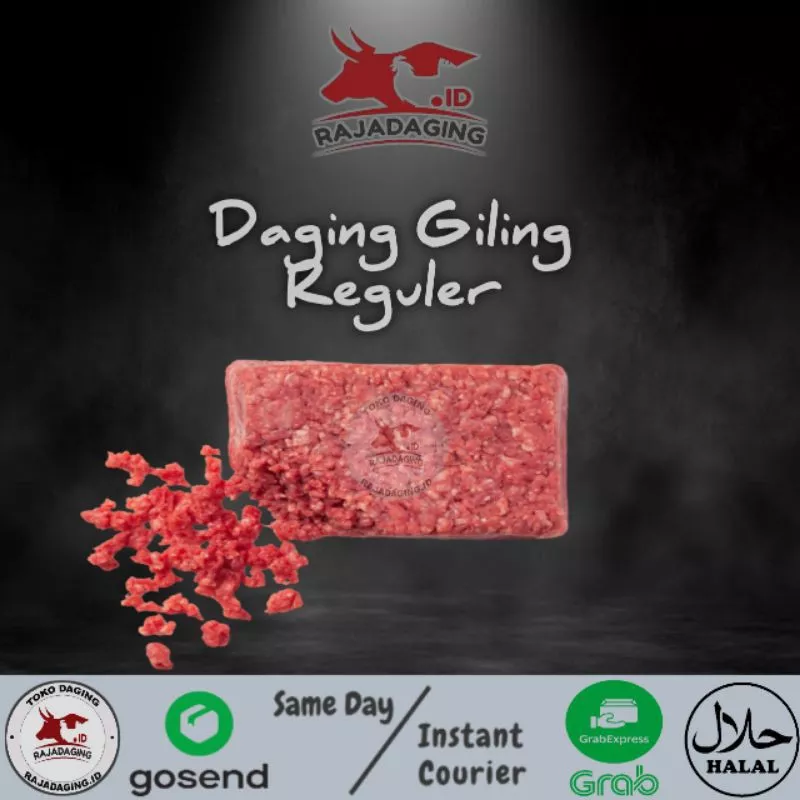 .ID
RAJADAGING
Daging Giling
Reguler
TOKO DAGING
.ID
RAJADAGING
RAJADAGING.ID
TOKO DAGING
RAJADAGING
RAJADAGING.ID
gosend
Same Day
Instant
Courier
GrabExpress
Grab
حلال
HALAL